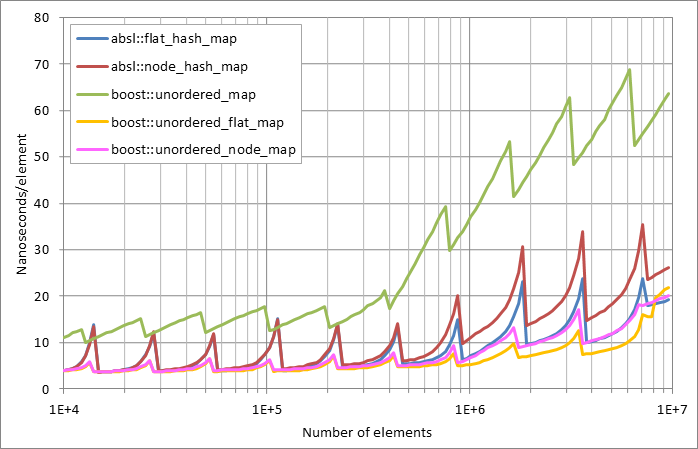 80
70
60
50
40
30
20
10
0
Nanoseconds/element
absl::flat_hash_map
absl::node_hash_map
boost::unordered_map
boost::unordered_flat_map
boost::unordered_node_map
1E+4 1E+5 1E+6 1E+7
Number of elements